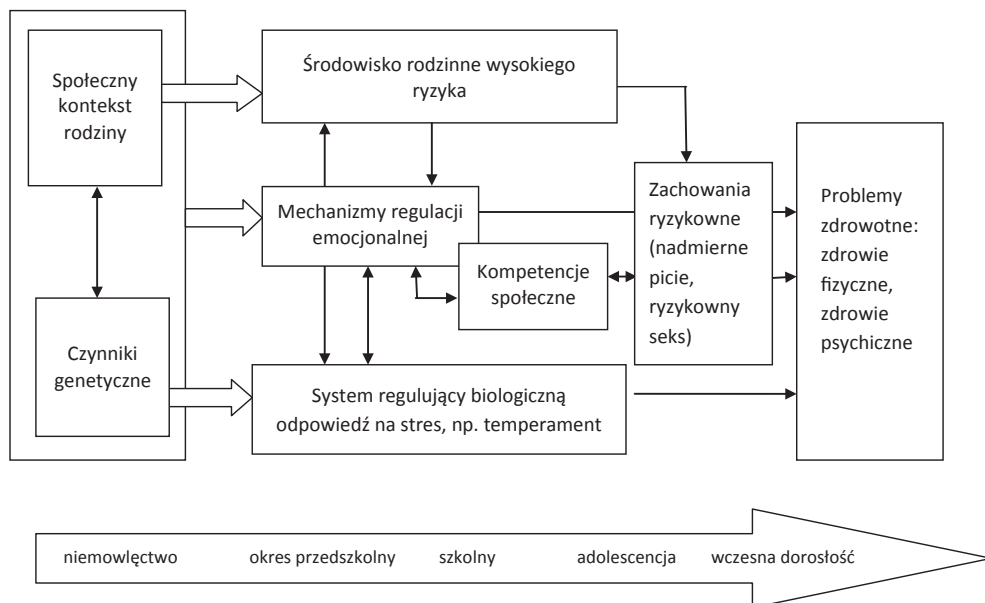 Społeczny
kontekst
rodziny
Środowisko rodzinne wysokiego
ryzyka
Mechanizmy regulacji
emocjonalnej
Kompetencje
społeczne
Zachowania
ryzykowne
(nadmierne
picie,
ryzykowny
seks)
Problemy
zdrowotne:
zdrowie
fizyczne,
zdrowie
psychiczne
Czynniki
genetyczne
System regulujący biologiczną
odpowiedź na stres, np. temperament
niemowlęctwo okres przedszkolny szkolny adolescencja wczesna dorosłość